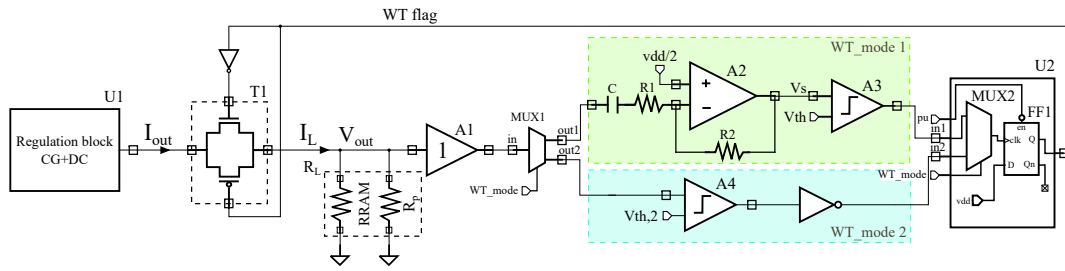 WT flag
WT_mode 1
U1
T1
U2
vdd/2
A2
A3
MUX2
C
R1
Vs
FF1
Regulation block
CG+DC
Iout
IL
Vout
A1
1
MUX1
in
out1
out2
+
−
R2
Vth
pu
in1
in2
en
clk
Q
D
Qn
RL
RRAM
Rp
WT_mode
A4
Vth,2
WT_mode
vdd
WT_mode 2